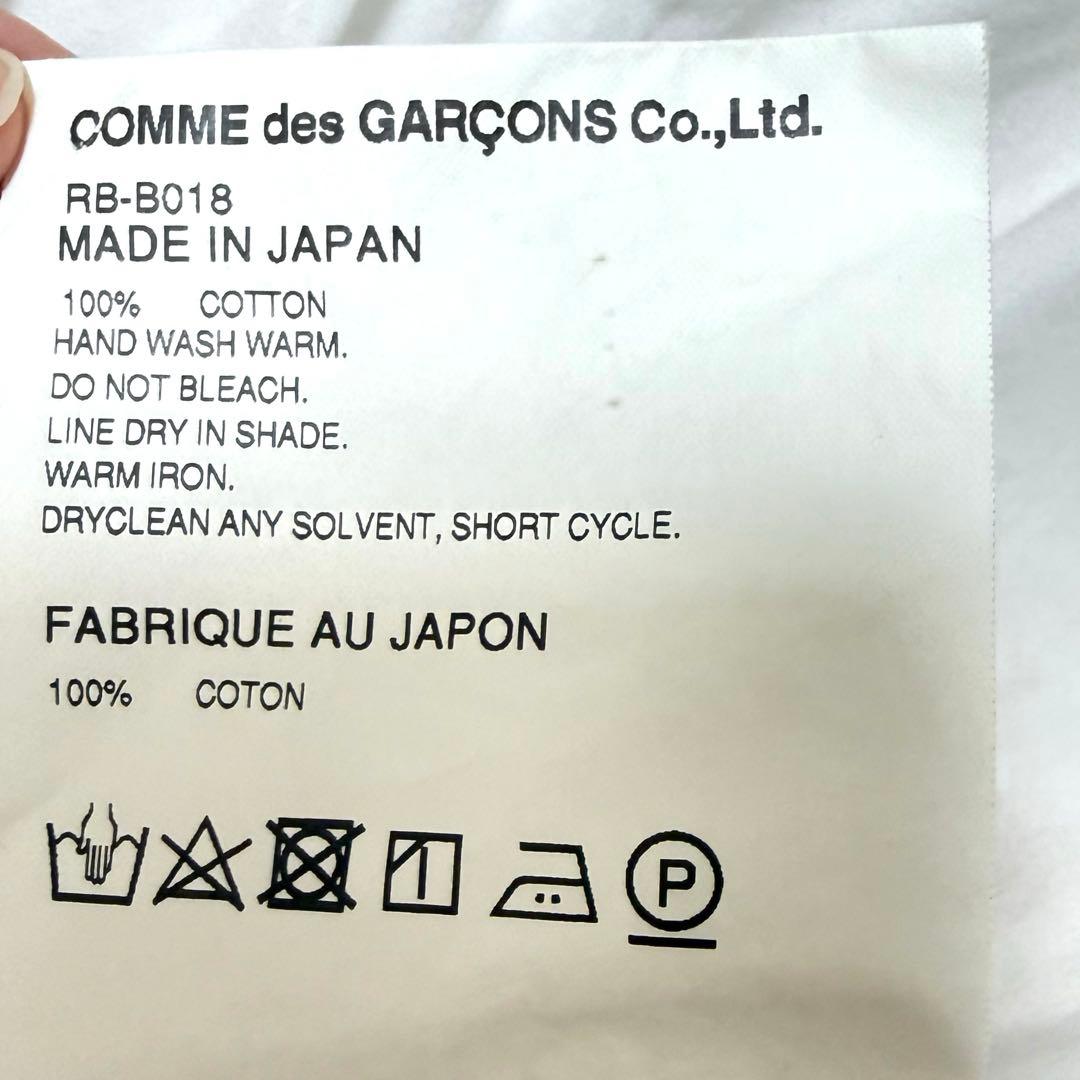 COMME des GARÇONS Co.,Ltd.
RB-B018
MADE IN JAPAN
100% COTTON
HAND WASH WARM.
DO NOT BLEACH.
LINE DRY IN SHADE.
WARM IRON.
DRYCLEAN ANY SOLVENT, SHORT CYCLE.
FABRIQUE AU JAPON
100% COTON
P